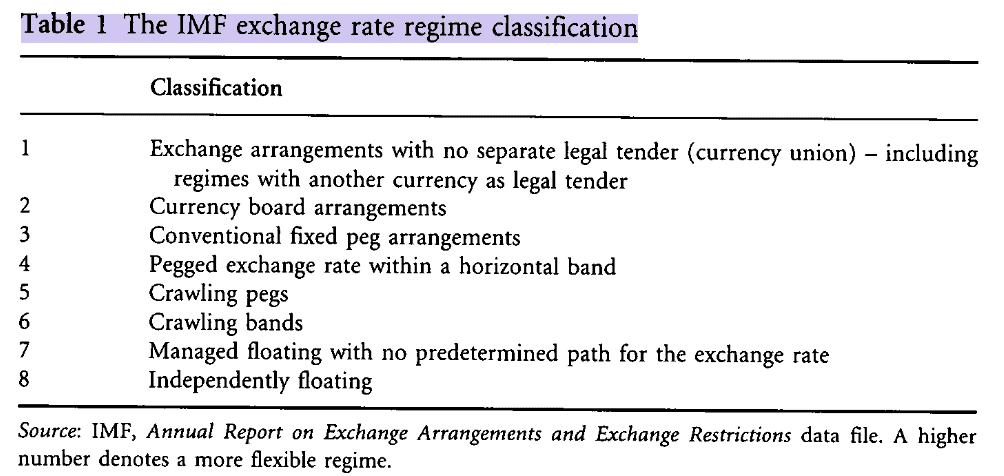 Table 1 The IMF exchange rate regime classification
Classification
1 Exchange arrangements with no separate legal tender (currency union) – including
regimes with another currency as legal tender
2 Currency board arrangements
3 Conventional fixed peg arrangements
4 Pegged exchange rate within a horizontal band
5 Crawling pegs
6 Crawling bands
7 Managed floating with no predetermined path for the exchange rate
8 Independently floating
Source: IMF, Annual Report on Exchange Arrangements and Exchange Restrictions data file. A higher
number denotes a more flexible regime.